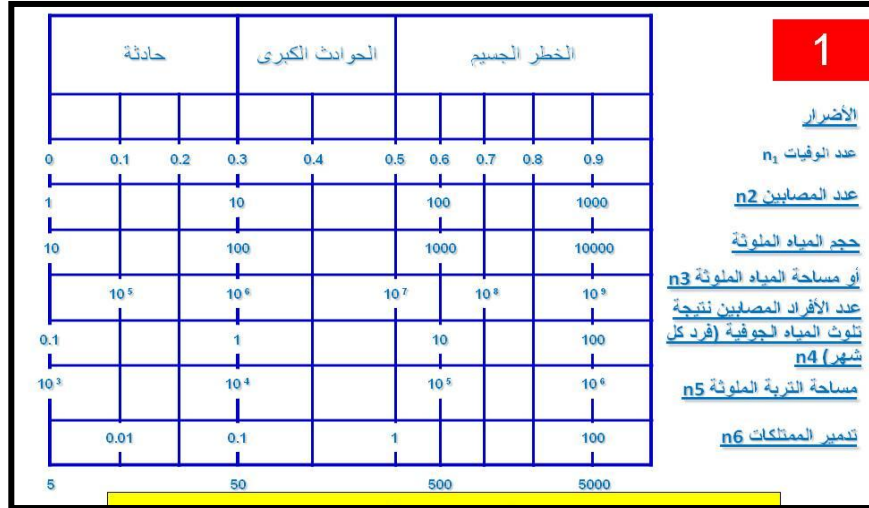 1
حادثة الحوادث الكبرى الخطر الجسيم
الأضرار
0 0.1 0.2 0.3 0.4 0.5 0.6 0.7 0.8 0.9
عدد الوفيات n₁
1 10 100 1000
عدد المصابين n2
10 100 1000 10000
حجم المياه الملوثة
أو مساحة المياه الملوثة n3
10⁵ 10⁶ 10⁷ 10⁸ 10⁹
عدد الأفراد المصابين نتيجة
تلوث المياه الجوفية (فرد كل
شهر) n4
0.1 1 10 100
10³ 10⁴ 10⁵ 10⁶
مساحة التربة الملوثة n5
0.01 0.1 1 100
تدمير الممتلكات n6
5 50 500 5000